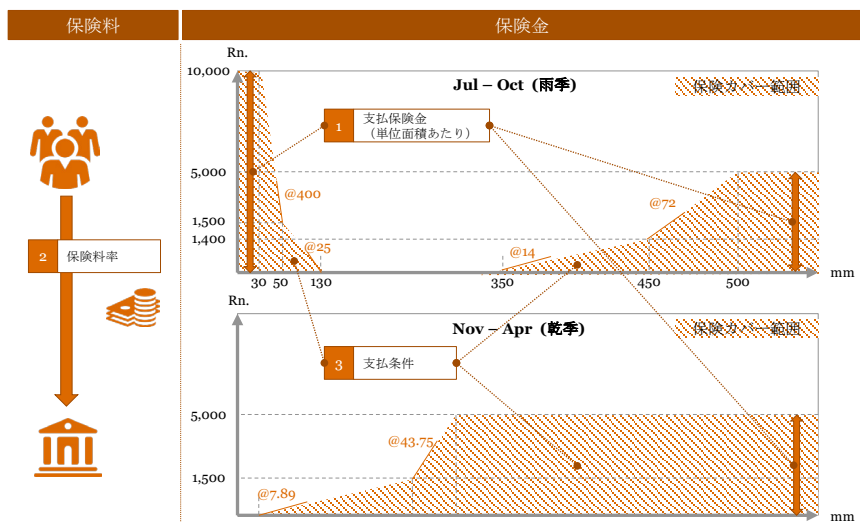 保険料
保険金
Rn.
10,000
Jul – Oct (雨季)
保険カバー範囲
1
支払保険金
（単位面積あたり）
5,000
@400
@72
1,500
1,400
2
保険料率
@25
@14
30
50
130
350
450
500
mm
Rn.
Nov – Apr (乾季)
保険カバー範囲
3
支払条件
5,000
@43.75
1,500
@7.89
mm